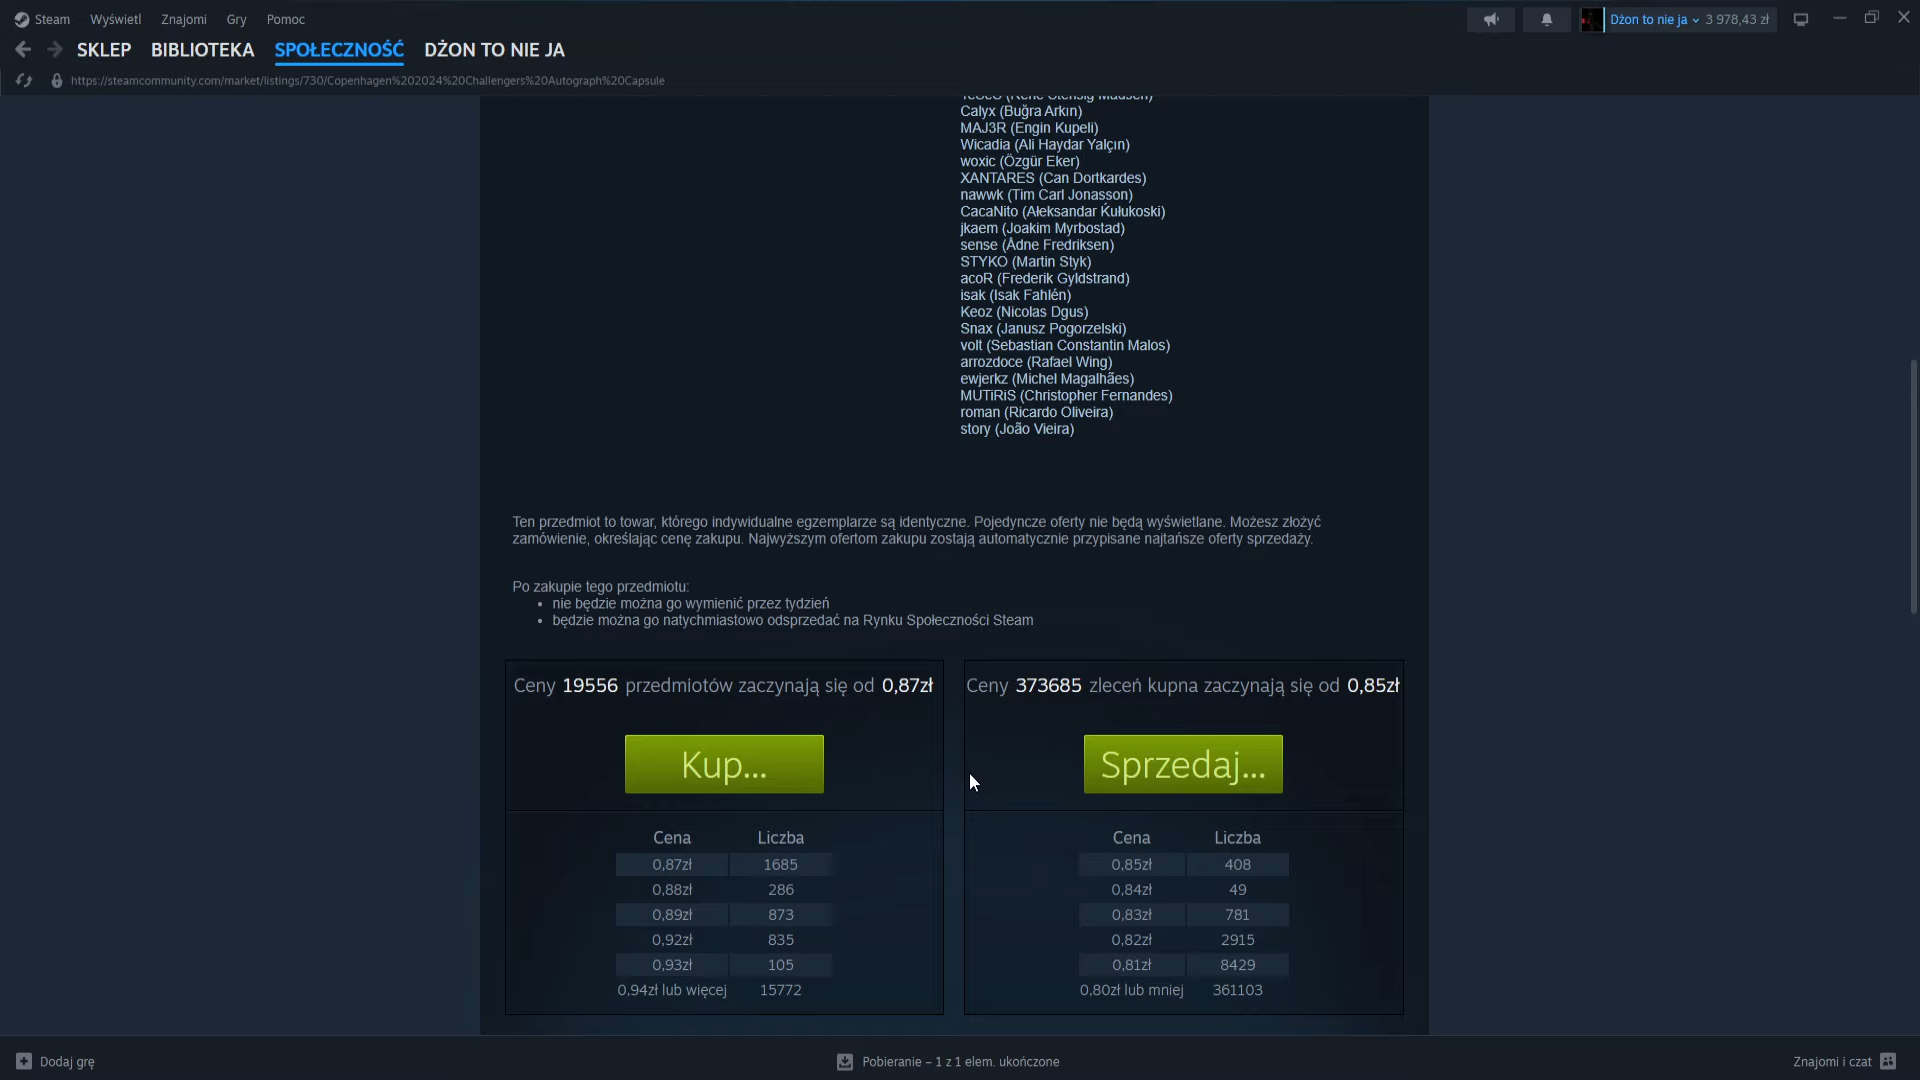 Steam Wyświetl Znajomi Gry Pomoc
Dżon to nie ja 3 978,43 zł
SKLEP BIBLIOTEKA SPOŁECZNOŚĆ DŻON TO NIE JA
https://steamcommunity.com/market/listings/730/Copenhagen%202024%20Challengers%20Autograph%20Capsule
Calyx (Buğra Arkın)
MAJ3R (Engin Kupeli)
Wicadia (Ali Haydar Yalçın)
woxic (Özgür Eker)
XANTARES (Can Dortkardes)
nawwk (Tim Carl Jonasson)
jkaem (Joakim Myrbostad)
sense (Ådne Fredriksen)
STYKO (Martin Styk)
acoR (Frederik Gyldstrand)
isak (Isak Fahlén)
Keoz (Nicolas Dgus)
Snax (Janusz Pogorzelski)
volt (Sebastian Constantin Malos)
arrozdoce (Rafael Wing)
ewjerkz (Michel Magalhães)
MUTiRiS (Christopher Fernandes)
roman (Ricardo Oliveira)
story (João Vieira)
Ten przedmiot to towar, którego indywidualne egzemplarze są identyczne. Pojedyncze oferty nie będą wyświetlane. Możesz złożyć
zamówienie, określając cenę zakupu. Najwyższym ofertom zakupu zostają automatycznie przypisane najtańsze oferty sprzedaży.
Po zakupie tego przedmiotu:
• nie będzie można go wymienić przez tydzień
• będzie można go natychmiastowo odsprzedać na Rynku Społeczności Steam
Ceny 19556 przedmiotów zaczynają się od 0,87zł
Kup...
Cena Liczba
0,87zł 1685
0,88zł 286
0,89zł 873
0,92zł 835
0,93zł 105
0,94zł lub więcej 15772
Ceny 373685 zleceń kupna zaczynają się od 0,85zł
Sprzedaj...
Cena Liczba
0,85zł 408
0,84zł 49
0,83zł 781
0,82zł 2915
0,81zł 8429
0,80zł lub mniej 361103
Dodaj grę
Pobieranie – 1 z 1 elem. ukończone
Znajomi i czat